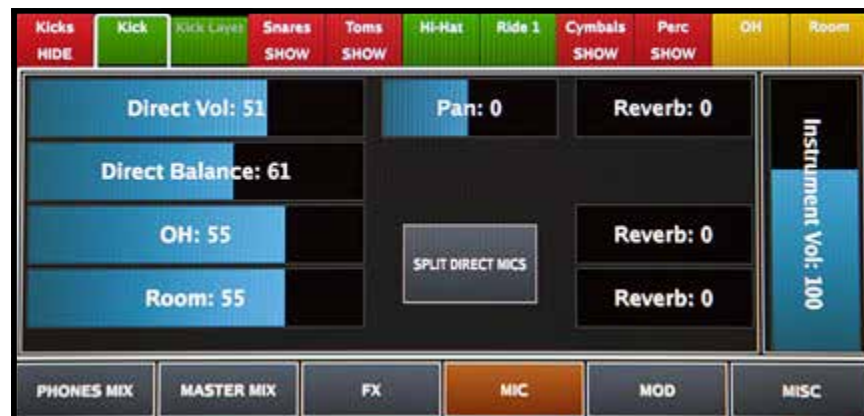 Kicks
HIDE
Kick
Kick Layer
Snares
SHOW
Toms
SHOW
Hi-Hat
Ride 1
Cymbals
SHOW
Perc
SHOW
OH
Room
Direct Vol: 51
Pan: 0
Reverb: 0
Direct Balance: 61
OH: 55
SPLIT DIRECT MICS
Reverb: 0
Room: 55
Reverb: 0
Instrument Vol: 100
PHONES MIX
MASTER MIX
FX
MIC
MOD
MISC